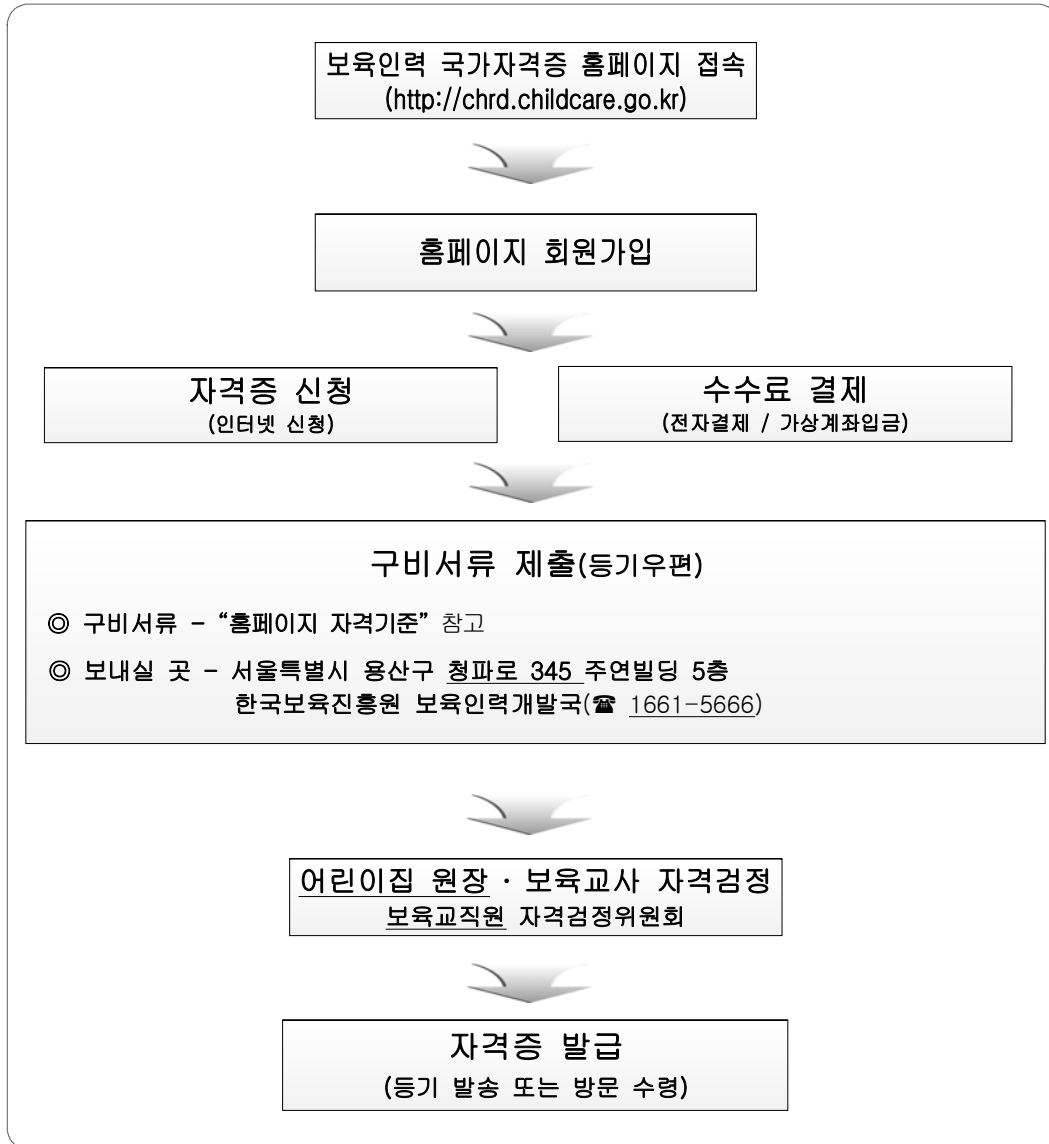 보육인력 국가자격증 홈페이지 접속
(http://chrd.childcare.go.kr)
홈페이지 회원가입
자격증 신청
(인터넷 신청)
수수료 결제
(전자결제 / 가상계좌입금)
구비서류 제출(등기우편)
◎ 구비서류 - “홈페이지 자격기준” 참고
◎ 보내실 곳 - 서울특별시 용산구 청파로 345 주연빌딩 5층
한국보육진흥원 보육인력개발국(☎ 1661-5666)
어린이집 원장 · 보육교사 자격검정
보육교직원 자격검정위원회
자격증 발급
(등기 발송 또는 방문 수령)